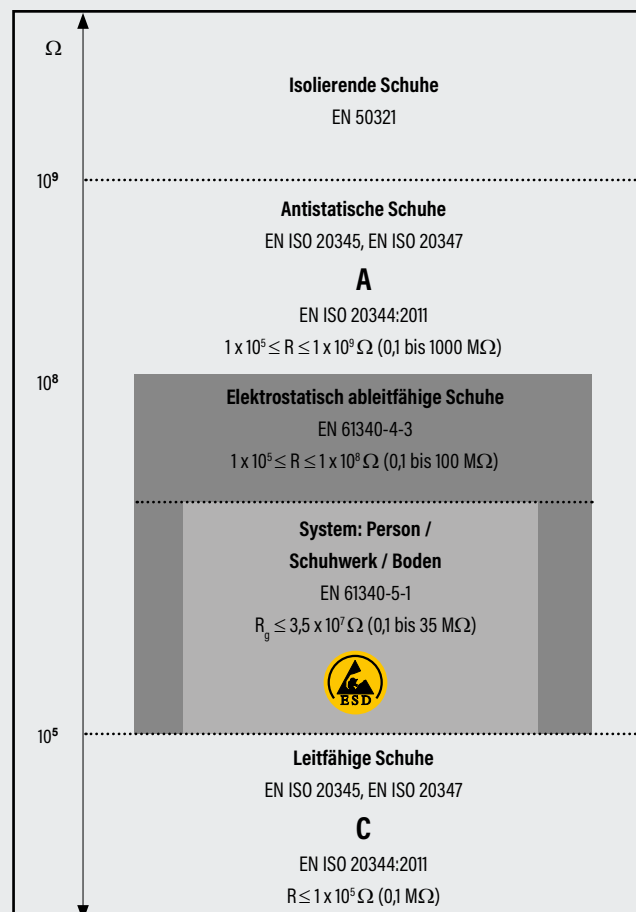 Ω
Isolierende Schuhe
EN 50321
10⁹
Antistatische Schuhe
EN ISO 20345, EN ISO 20347
A
EN ISO 20344:2011
1 x 10⁵ ≤ R ≤ 1 x 10⁹ Ω (0,1 bis 1000 MΩ)
10⁸
Elektrostatisch ableitfähige Schuhe
EN 61340-4-3
1 x 10⁵ ≤ R ≤ 1 x 10⁸ Ω (0,1 bis 100 MΩ)
System: Person /
Schuhwerk / Boden
EN 61340-5-1
R_g ≤ 3,5 x 10⁷ Ω (0,1 bis 35 MΩ)
ESD
10⁵
Leitfähige Schuhe
EN ISO 20345, EN ISO 20347
C
EN ISO 20344:2011
R ≤ 1 x 10⁵ Ω (0,1 MΩ)